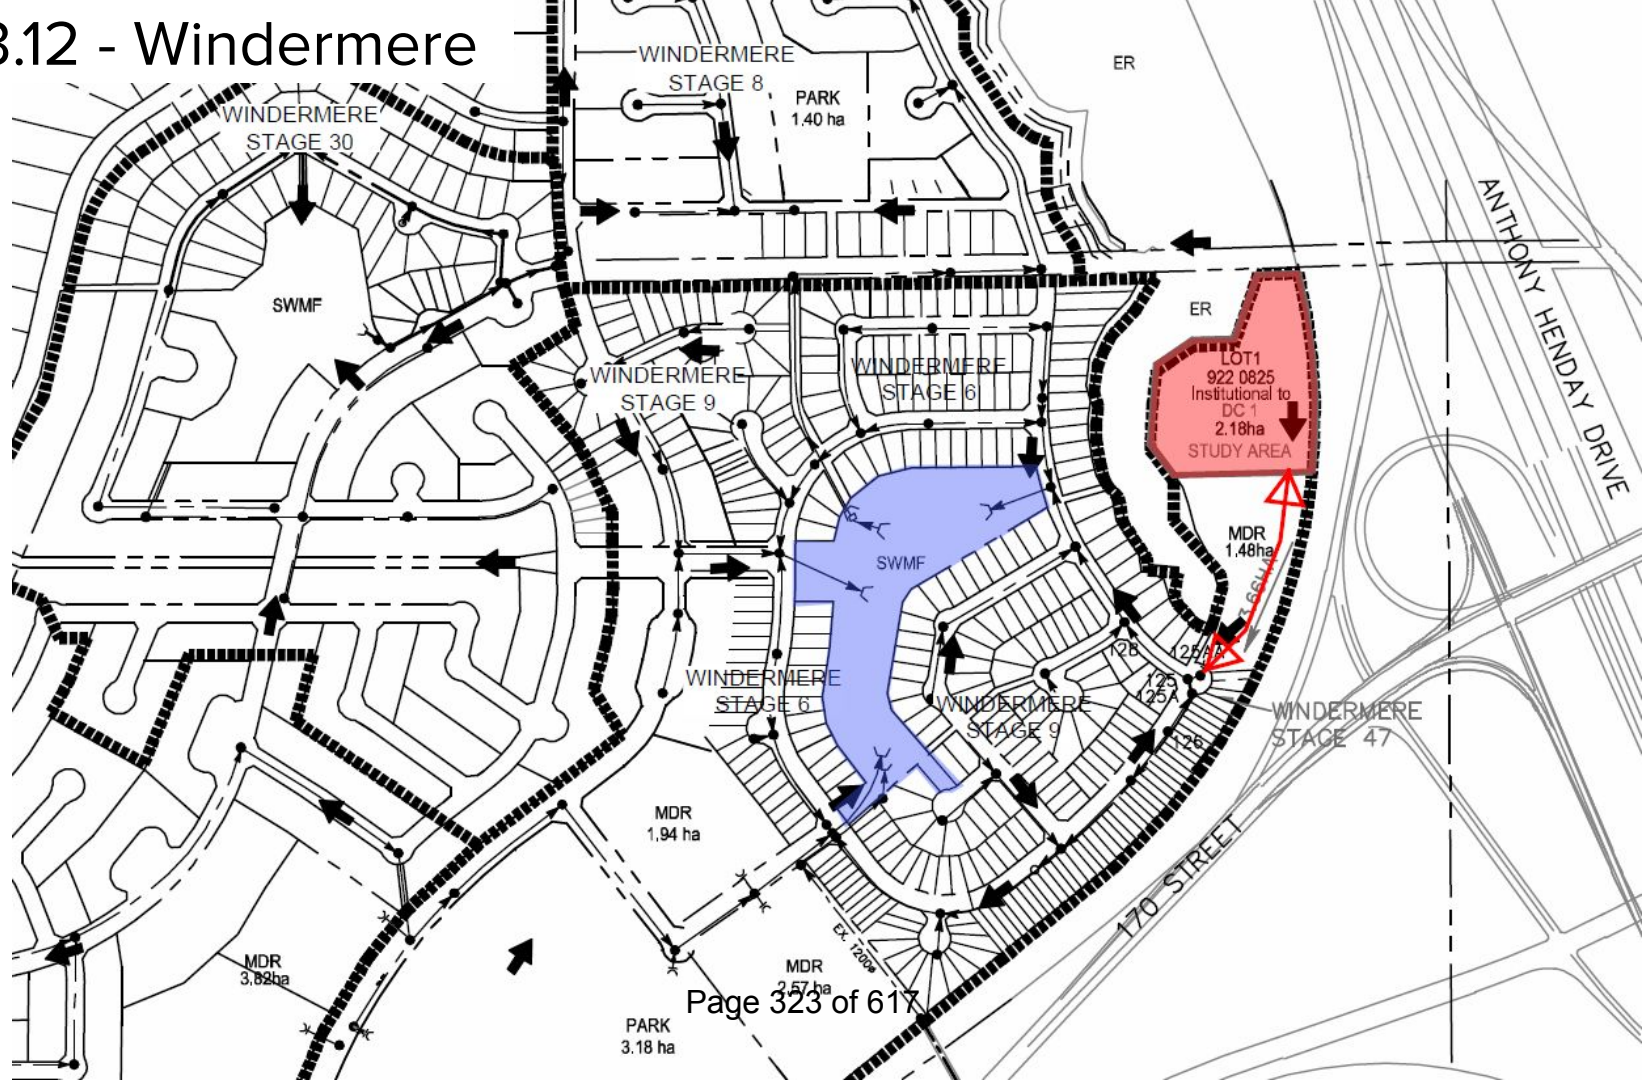 3.12 - Windermere
WINDERMERE
STAGE 8
ER
PARK
1.40 ha
WINDERMERE
STAGE 30
ANTHONY HENDAY DRIVE
SWMF
ER
LOT1
922 0825
Institutional to
DC 1
2.18ha
STUDY AREA
WINDERMERE
STAGE 9
WINDERMERE
STAGE 6
MDR
1.48ha
SWMF
128
125AA
125
125A
126
WINDERMERE
STAGE 6
WINDERMERE
STAGE 9
WINDERMERE
STAGE 47
MDR
1.94 ha
170 STREET
EX. 1200ø
MDR
3.82ha
MDR
2.57 ha
Page 323 of 617
PARK
3.18 ha